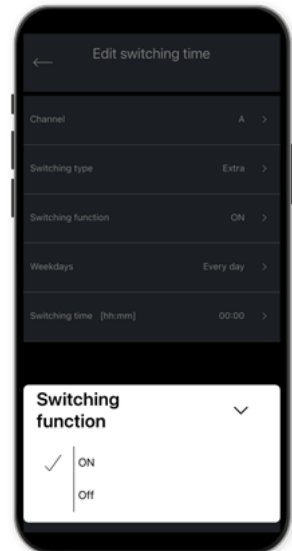 Edit switching time
Channel A
Switching type Extra
Switching function ON
Weekdays Every day
Switching time [hh:mm] 00:00
Switching
function
ON
Off